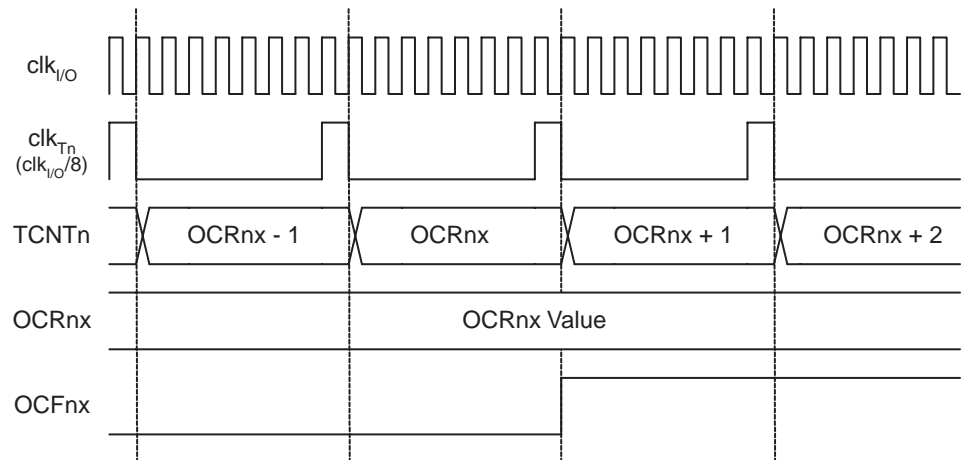 clkI/O
clkTn
(clkI/O/8)
TCNTn OCRnx - 1 OCRnx OCRnx + 1 OCRnx + 2
OCRnx OCRnx Value
OCFnx